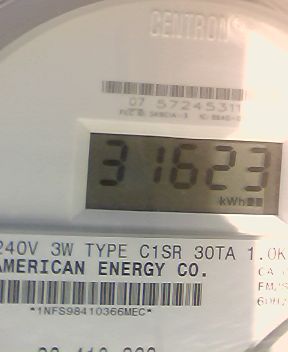 CENTRON
07 57245311
31623
kWh
240V 3W TYPE C1SR 30TA 1.0K
AMERICAN ENERGY CO.
*1NFS98410366MEC*